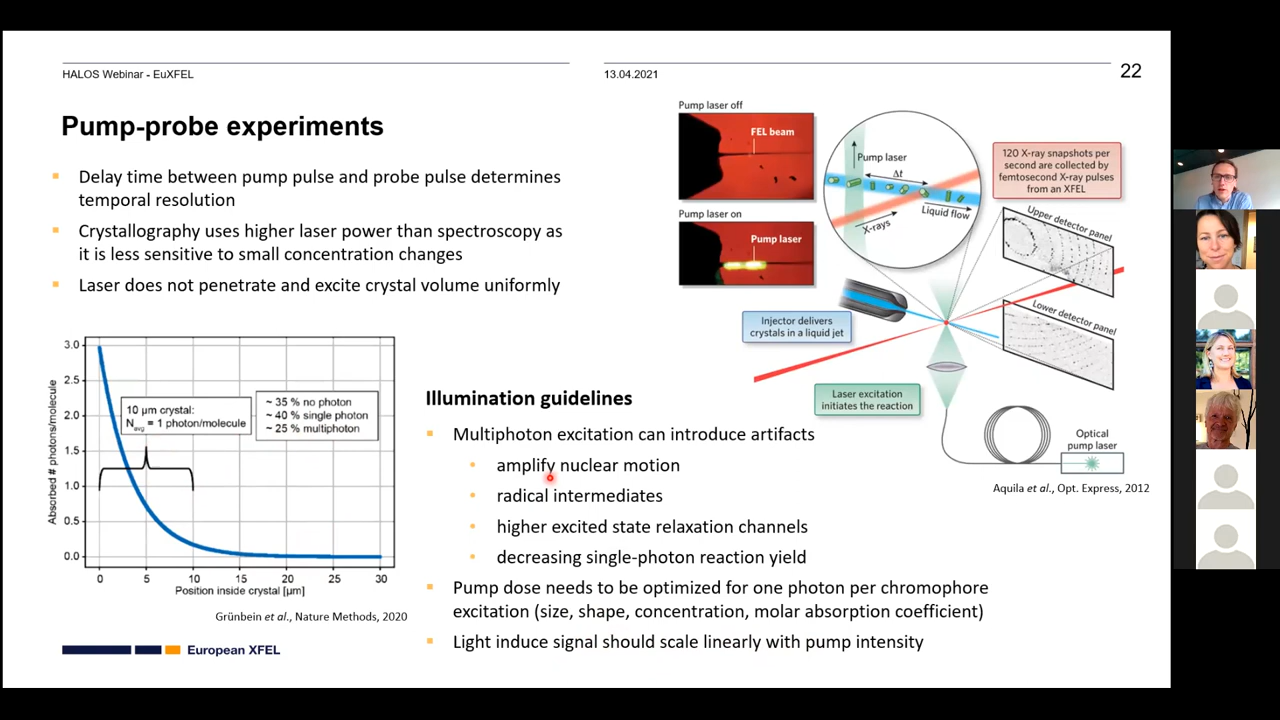 HALOS Webinar - EuXFEL
13.04.2021
22
Pump-probe experiments
Delay time between pump pulse and probe pulse determines
temporal resolution
Crystallography uses higher laser power than spectroscopy as
it is less sensitive to small concentration changes
Laser does not penetrate and excite crystal volume uniformly
Pump laser off
FEL beam
Pump laser on
Pump laser
Pump laser
Δt
Liquid flow
X-rays
120 X-ray snapshots per
second are collected by
femtosecond X-ray pulses
from an XFEL
Upper detector panel
Lower detector panel
Injector delivers
crystals in a liquid jet
Laser excitation
initiates the reaction
Optical
pump laser
Aquila et al., Opt. Express, 2012
Absorbed # photons/molecule
3.0
2.5
2.0
1.5
1.0
0.5
0.0
10 µm crystal:
Navg = 1 photon/molecule
~ 35 % no photon
~ 40 % single photon
~ 25 % multiphoton
0 5 10 15 20 25 30
Position inside crystal [µm]
Grünbein et al., Nature Methods, 2020
Illumination guidelines
Multiphoton excitation can introduce artifacts
amplify nuclear motion
radical intermediates
higher excited state relaxation channels
decreasing single-photon reaction yield
Pump dose needs to be optimized for one photon per chromophore
excitation (size, shape, concentration, molar absorption coefficient)
Light induce signal should scale linearly with pump intensity
European XFEL